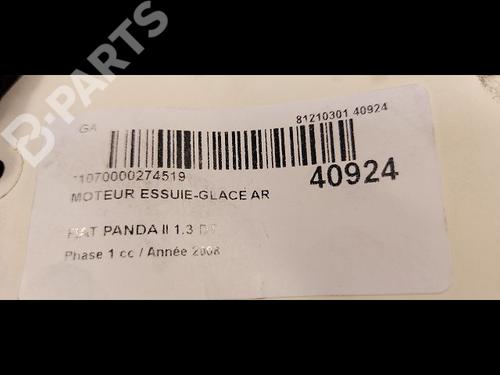 B-PARTS
GA
81210301 40924
11070000274519
40924
MOTEUR ESSUIE-GLACE AR
FIAT PANDA II 1.3
Phase 1 cc / Année 2008